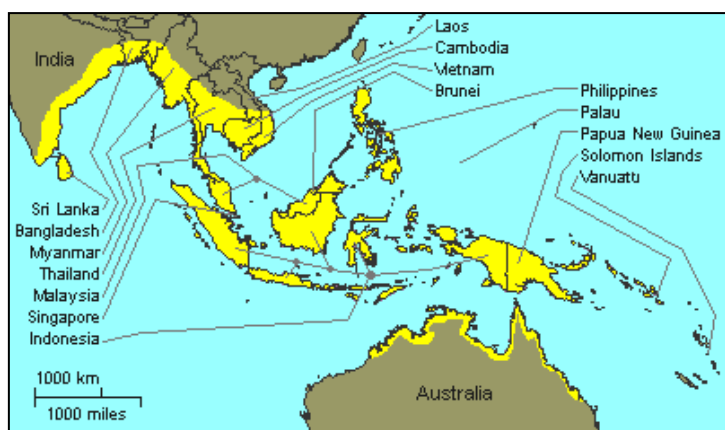 India
Laos
Cambodia
Vietnam
Brunei
Philippines
Palau
Papua New Guinea
Solomon Islands
Vanuatu
Sri Lanka
Bangladesh
Myanmar
Thailand
Malaysia
Singapore
Indonesia
1000 km
1000 miles
Australia